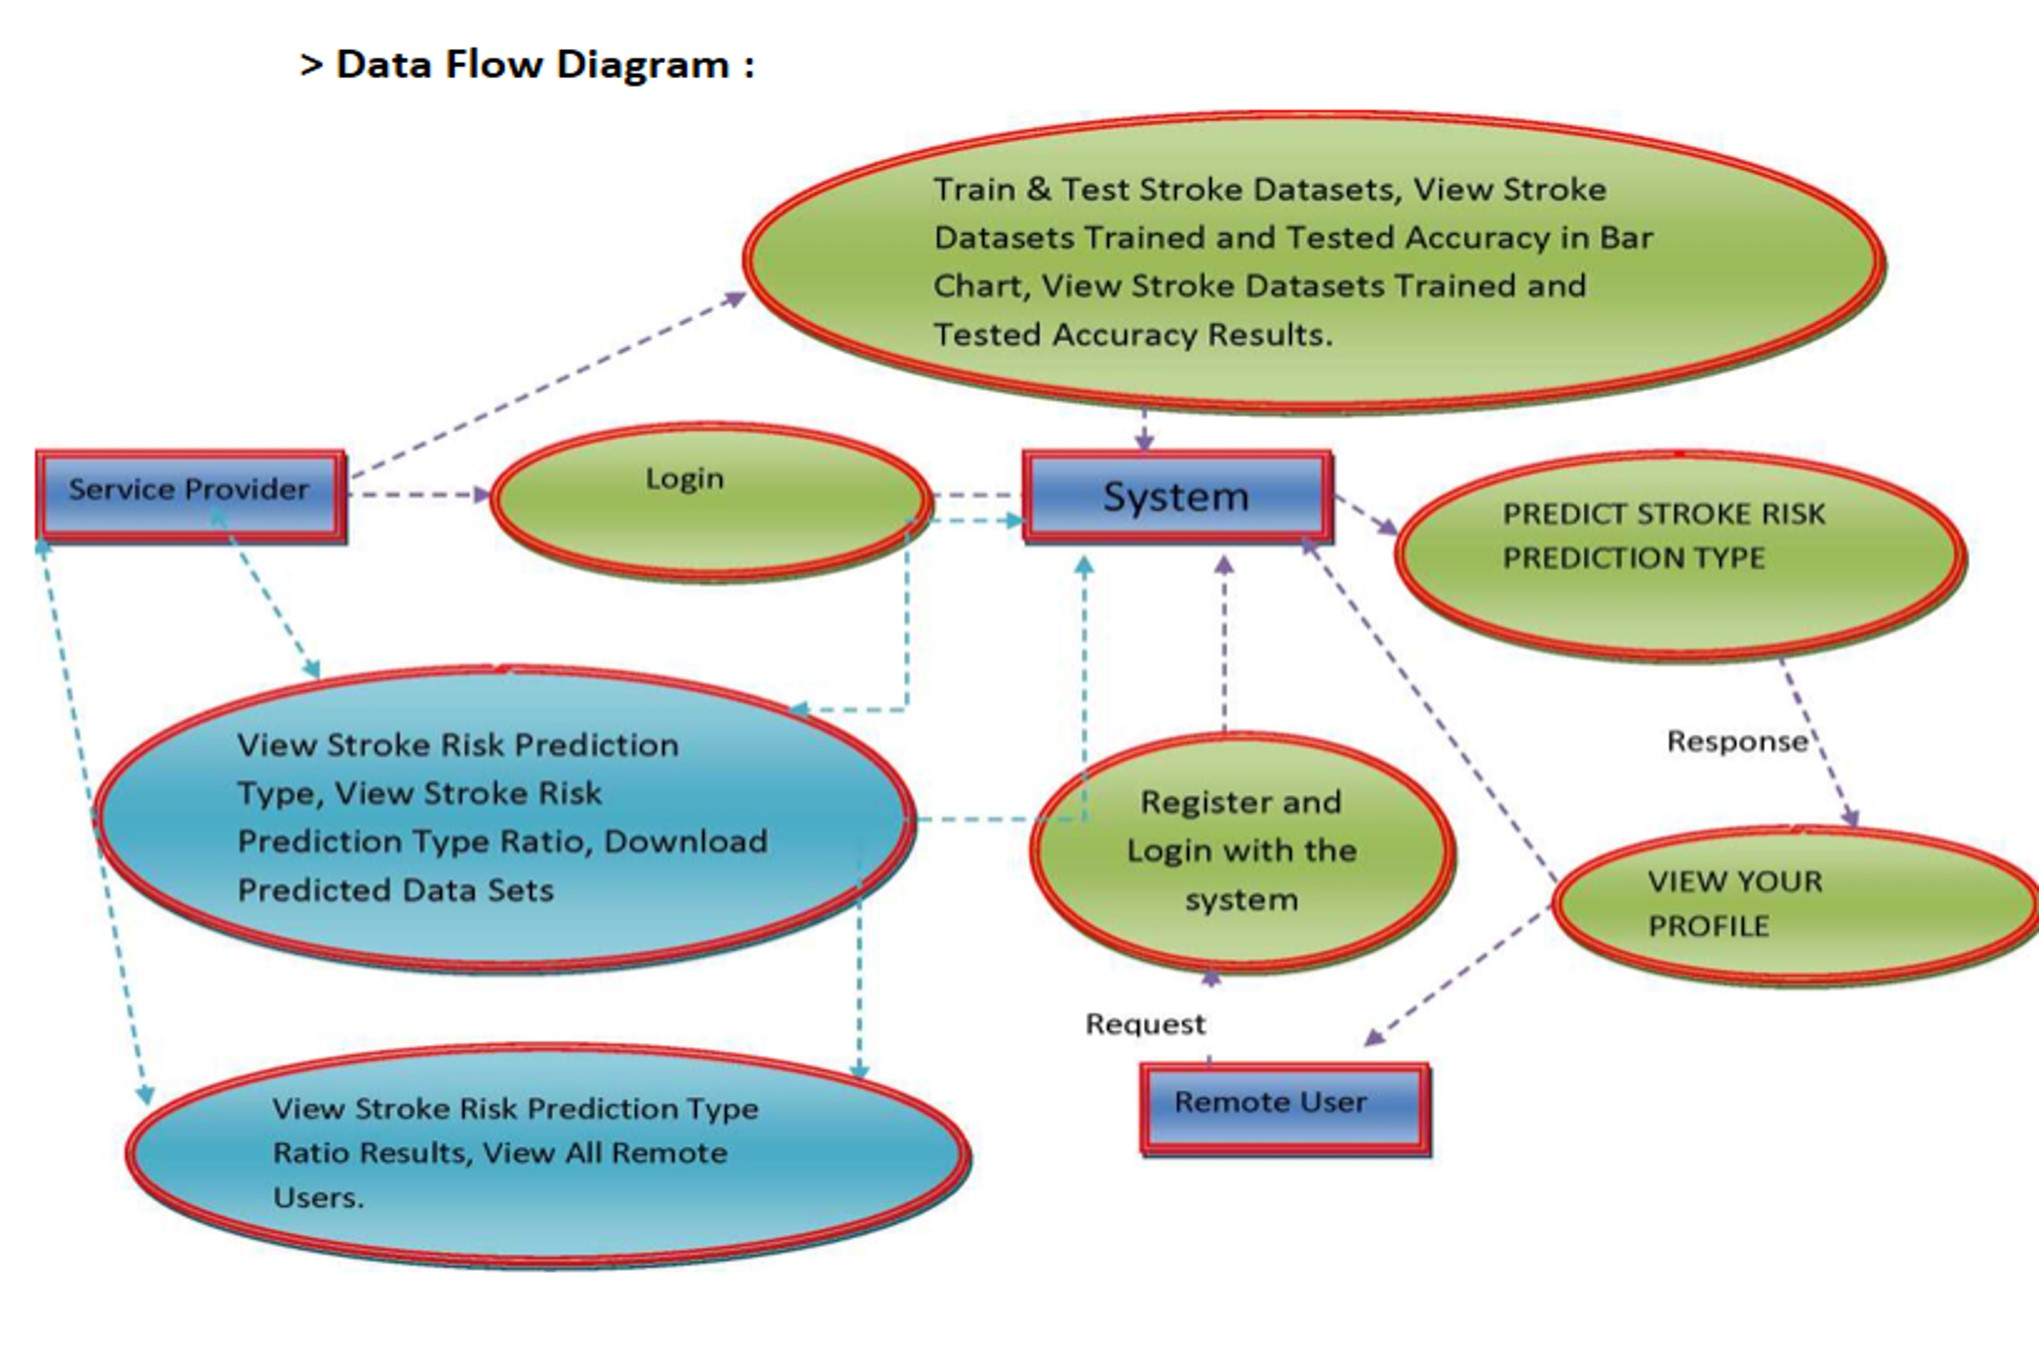 > Data Flow Diagram :
Train & Test Stroke Datasets, View Stroke
Datasets Trained and Tested Accuracy in Bar
Chart, View Stroke Datasets Trained and
Tested Accuracy Results.
Service Provider
Login
System
PREDICT STROKE RISK
PREDICTION TYPE
Response
View Stroke Risk Prediction
Type, View Stroke Risk
Prediction Type Ratio, Download
Predicted Data Sets
Register and
Login with the
system
VIEW YOUR
PROFILE
Request
Remote User
View Stroke Risk Prediction Type
Ratio Results, View All Remote
Users.